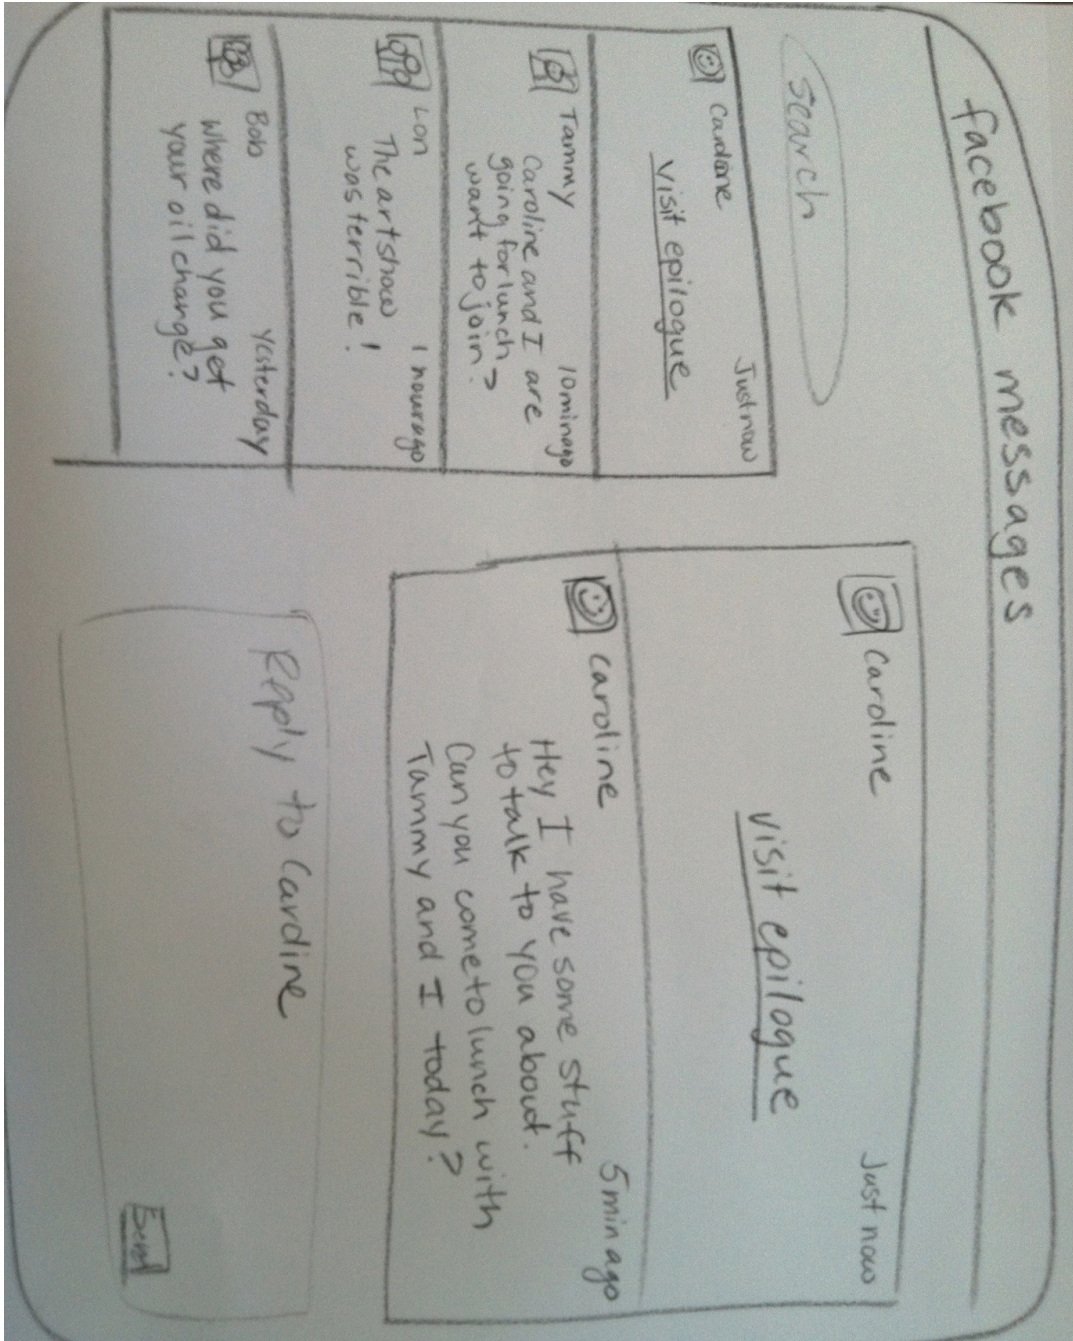 facebook messages
search
Caroline Just now
Visit epilogue
Tammy 10 min ago
Caroline and I are
going for lunch
want to join?
Lon 1 hour ago
The art show
was terrible!
Bob Yesterday
where did you get
your oil change?
Caroline Just now
visit epilogue
Caroline 5 min ago
Hey I have some stuff
to talk to you about.
Can you come to lunch with
Tammy and I today?
Reply to Caroline
Send